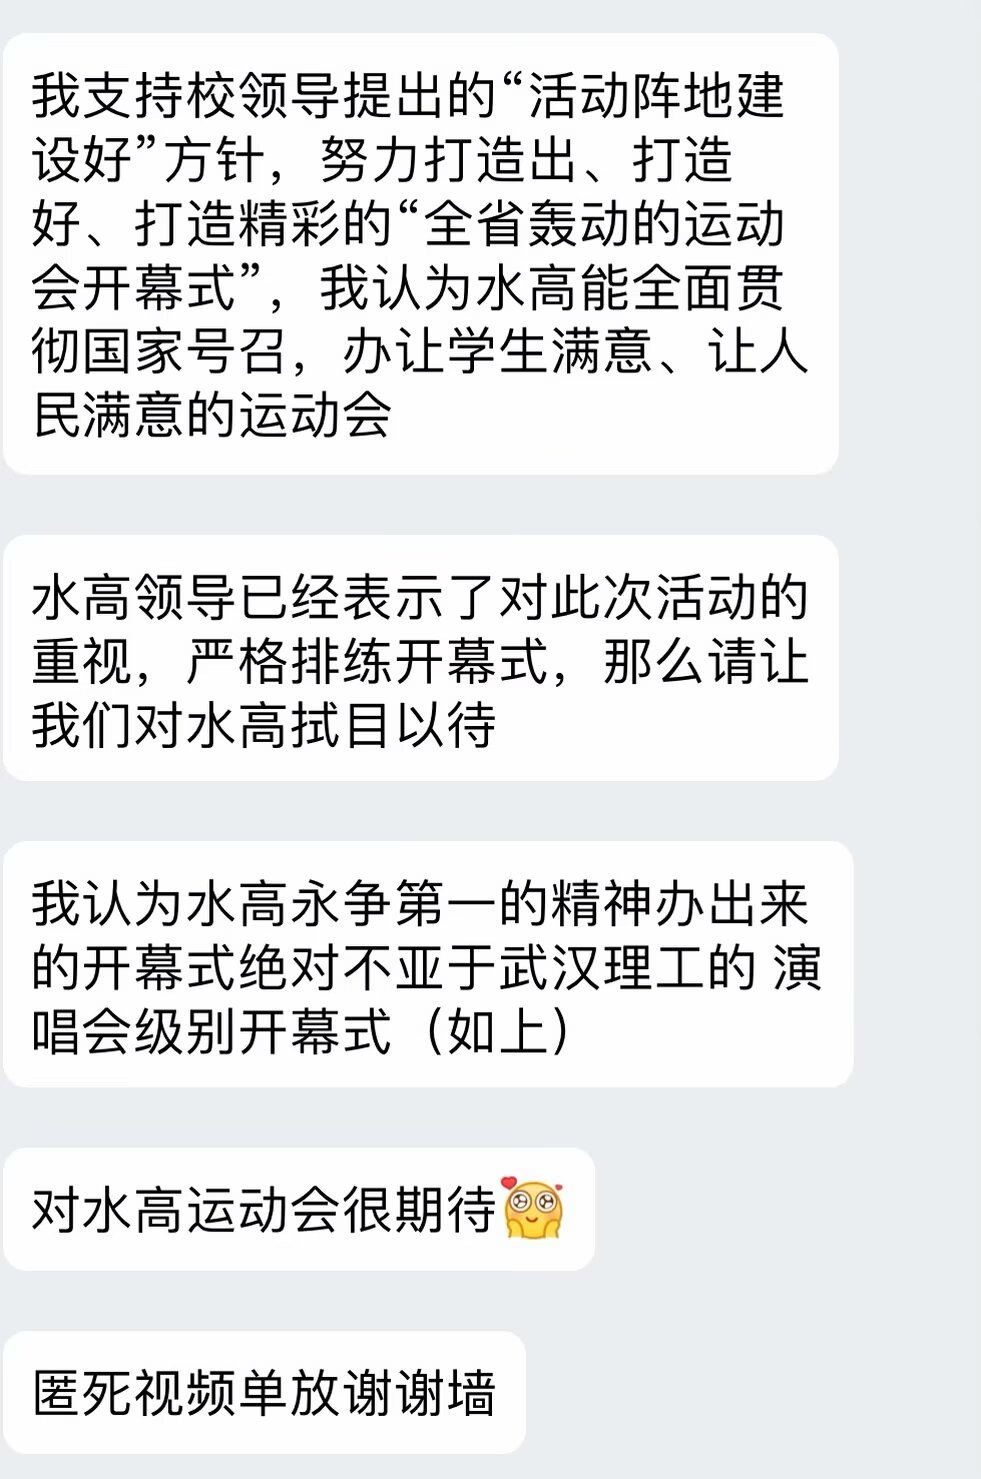 我支持校领导提出的“活动阵地建
设好”方针，努力打造出、打造
好、打造精彩的“全省轰动的运动
会开幕式”，我认为水高能全面贯
彻国家号召，办让学生满意、让人
民满意的运动会
水高领导已经表示了对此次活动的
重视，严格排练开幕式，那么请让
我们对水高拭目以待
我认为水高永争第一的精神办出来
的开幕式绝对不亚于武汉理工的 演
唱会级别开幕式（如上）
对水高运动会很期待
匿死视频单放谢谢墙